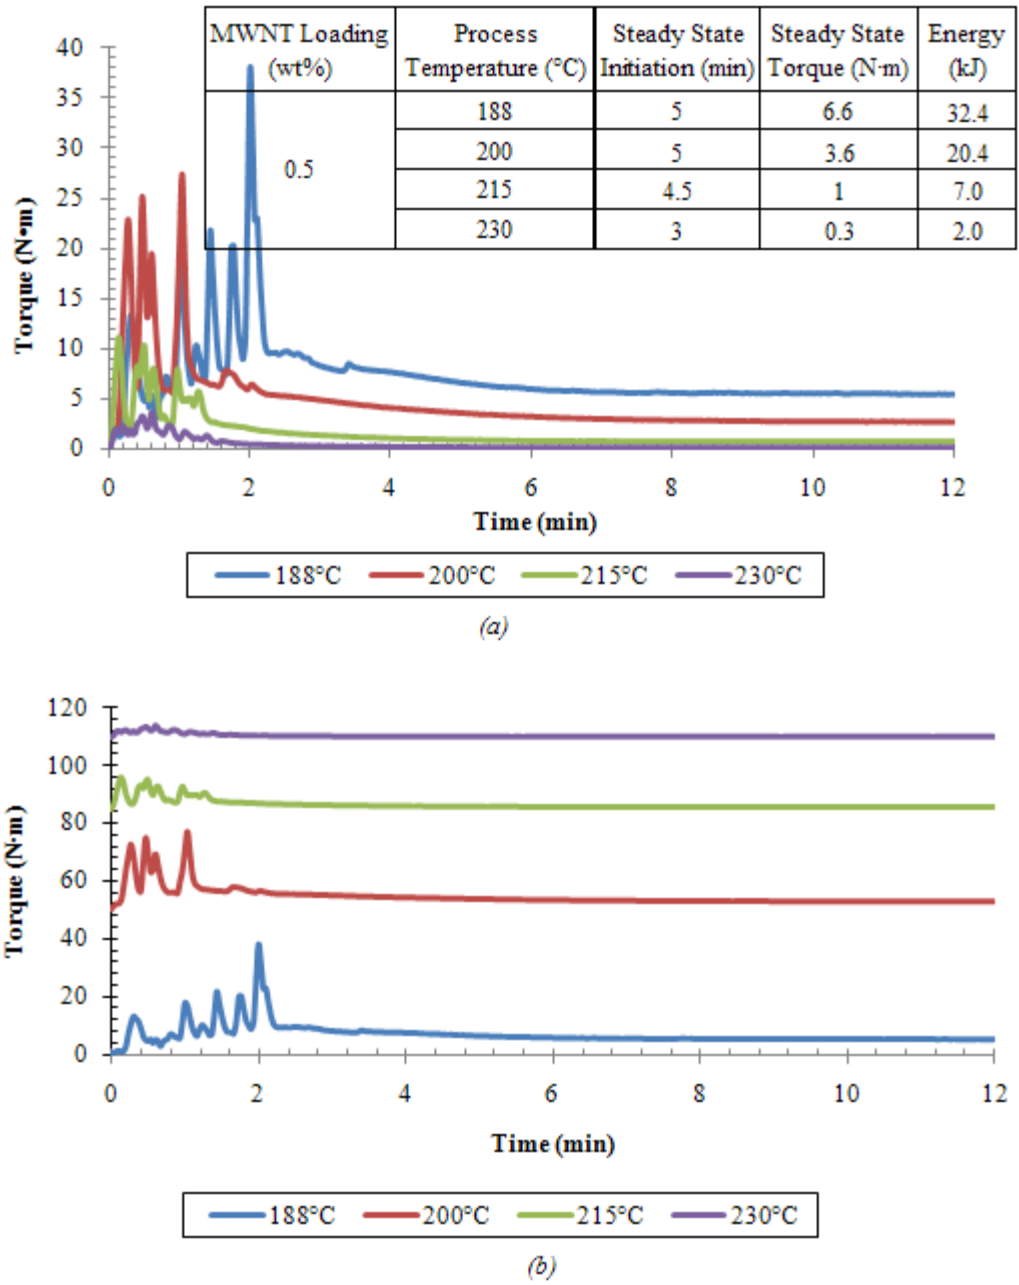 MWNT Loading (wt%) Process Temperature (°C) Steady State Initiation (min) Steady State Torque (N·m) Energy (kJ)
0.5
188 5 6.6 32.4
200 5 3.6 20.4
215 4.5 1 7.0
230 3 0.3 2.0
40
35
30
25
20
15
10
5
0
Torque (N•m)
0 2 4 6 8 10 12
Time (min)
188°C 200°C 215°C 230°C
(a)
120
100
80
60
40
20
0
Torque (N·m)
0 2 4 6 8 10 12
Time (min)
188°C 200°C 215°C 230°C
(b)